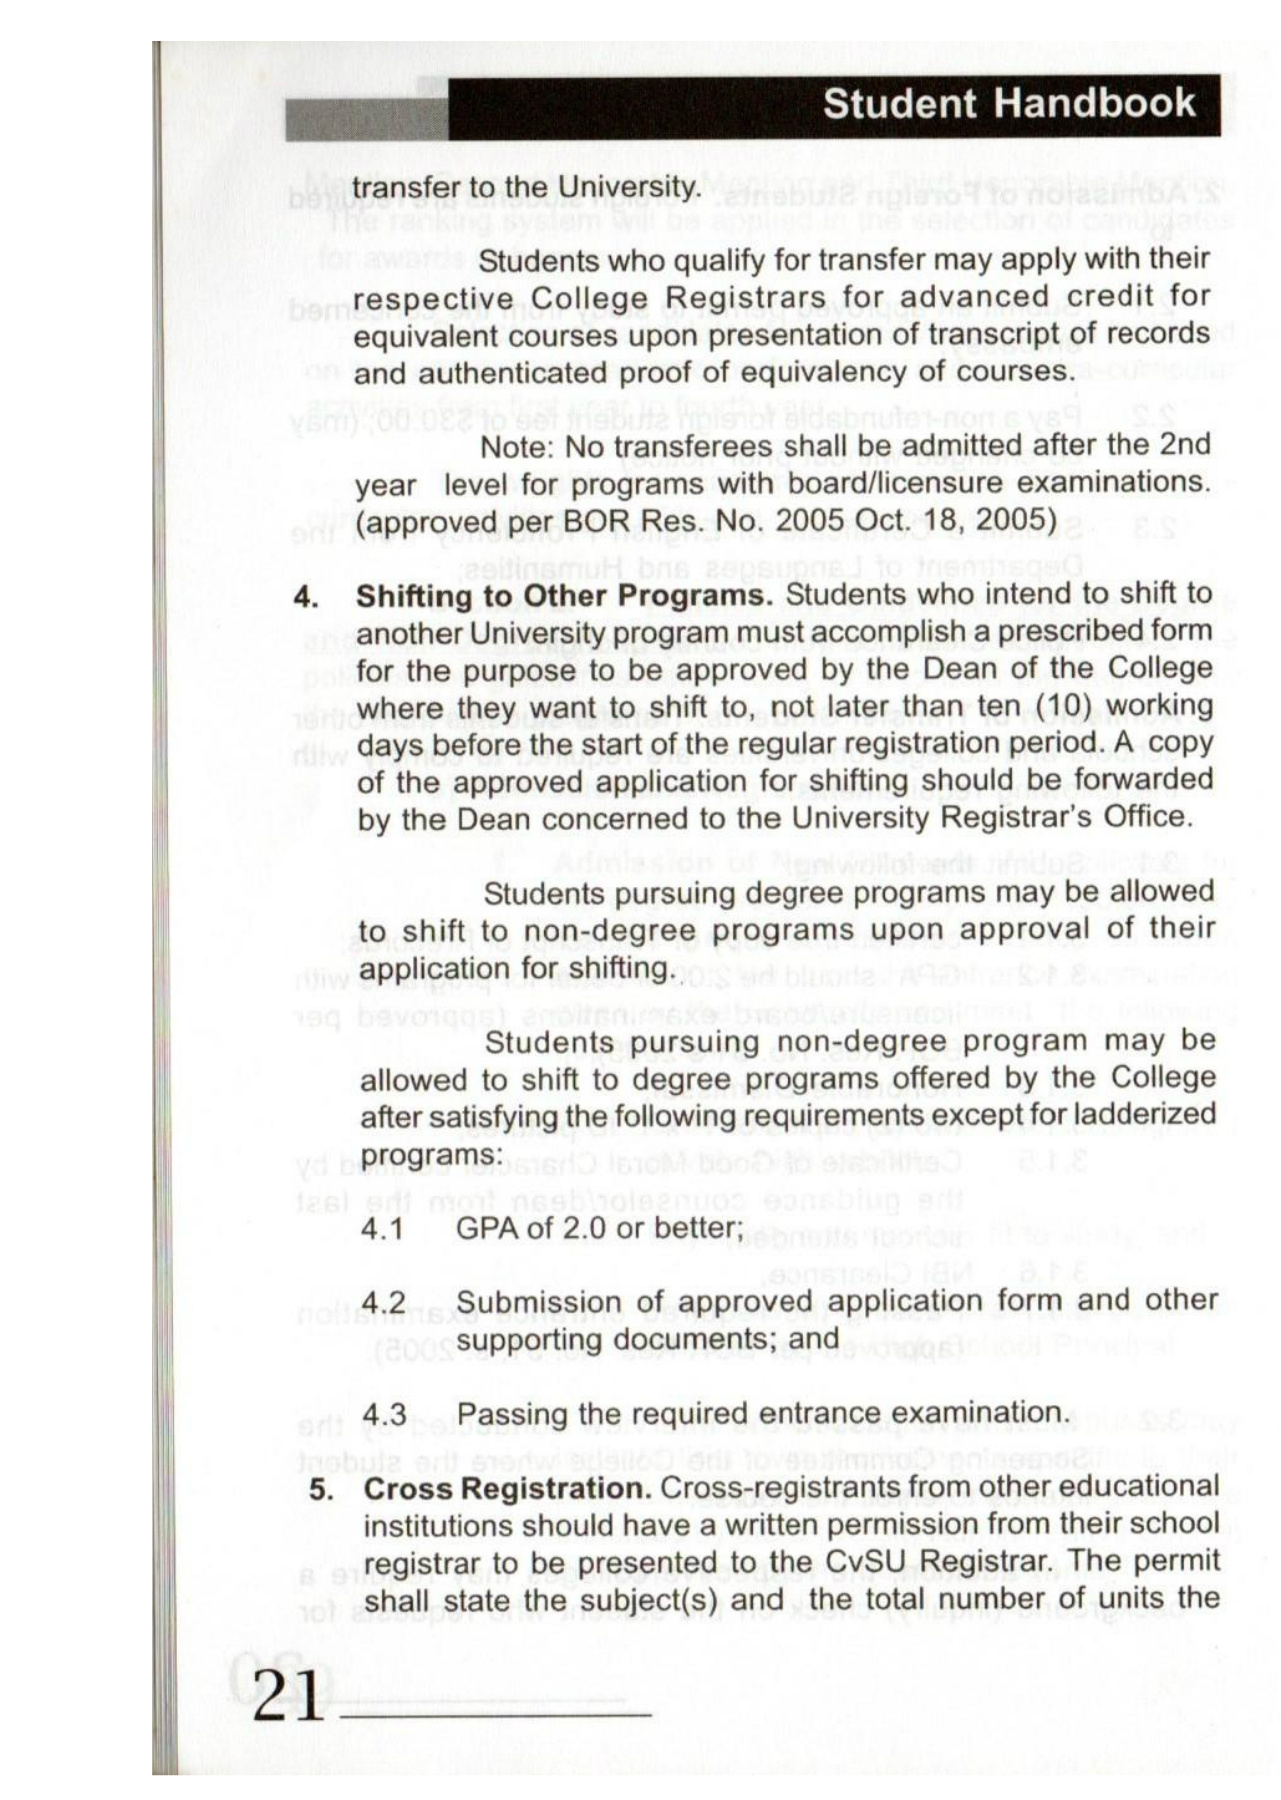 Student Handbook
transfer to the University.
Students who qualify for transfer may apply with their
respective College Registrars for advanced credit for
equivalent courses upon presentation of transcript of records
and authenticated proof of equivalency of courses.
Note: No transferees shall be admitted after the 2nd
year level for programs with board/licensure examinations.
(approved per BOR Res. No. 2005 Oct. 18, 2005)
4. Shifting to Other Programs. Students who intend to shift to
another University program must accomplish a prescribed form
for the purpose to be approved by the Dean of the College
where they want to shift to, not later than ten (10) working
days before the start of the regular registration period. A copy
of the approved application for shifting should be forwarded
by the Dean concerned to the University Registrar's Office.
Students pursuing degree programs may be allowed
to shift to non-degree programs upon approval of their
application for shifting.
Students pursuing non-degree program may be
allowed to shift to degree programs offered by the College
after satisfying the following requirements except for ladderized
programs:
4.1 GPA of 2.0 or better;
4.2 Submission of approved application form and other
supporting documents; and
4.3 Passing the required entrance examination.
5. Cross Registration. Cross-registrants from other educational
institutions should have a written permission from their school
registrar to be presented to the CvSU Registrar. The permit
shall state the subject(s) and the total number of units the
21